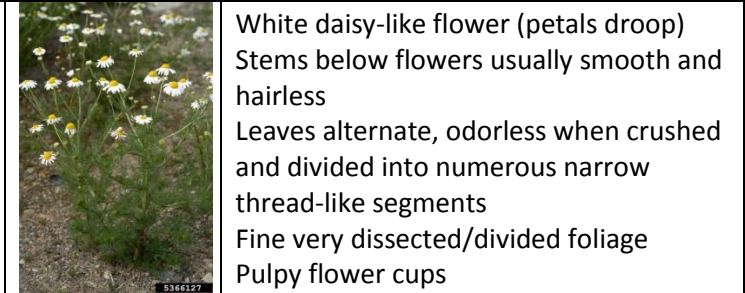 White daisy-like flower (petals droop)
Stems below flowers usually smooth and
hairless
Leaves alternate, odorless when crushed
and divided into numerous narrow
thread-like segments
Fine very dissected/divided foliage
Pulpy flower cups
5366127